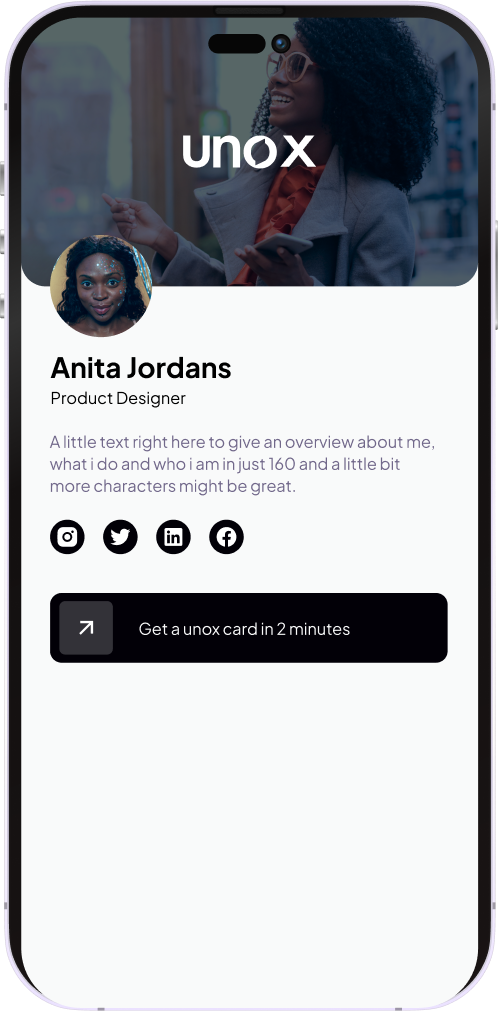 unox
Anita Jordans
Product Designer
A little text right here to give an overview about me,
what i do and who i am in just 160 and a little bit
more characters might be great.
Get a unox card in 2 minutes